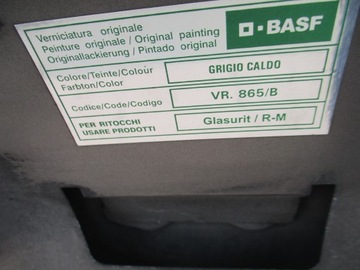 Verniciatura originale
Peinture originale / Original painting
Originallackierung / Pintado original
BASF
Colore/Teinte/Colour
Farbton/Color
GRIGIO CALDO
Codice/Code/Codigo
VR. 865/B
PER RITOCCHI
USARE PRODOTTI
Glasurit / R-M